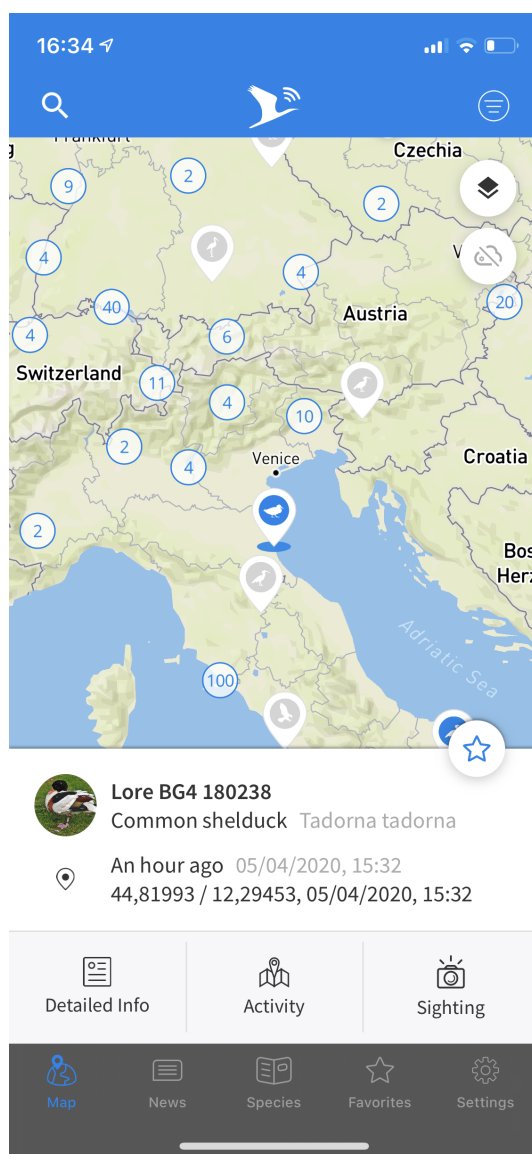 16:34
Frankfurt
Czechia
9
2
2
4
4
40
20
Austria
4
6
Switzerland
11
4
10
2
4
Venice
Croatia
2
Bos
Her
100
Adriatic Sea
Lore BG4 180238
Common shelduck Tadorna tadorna
An hour ago 05/04/2020, 15:32
44,81993 / 12,29453, 05/04/2020, 15:32
Detailed Info
Activity
Sighting
Map
News
Species
Favorites
Settings